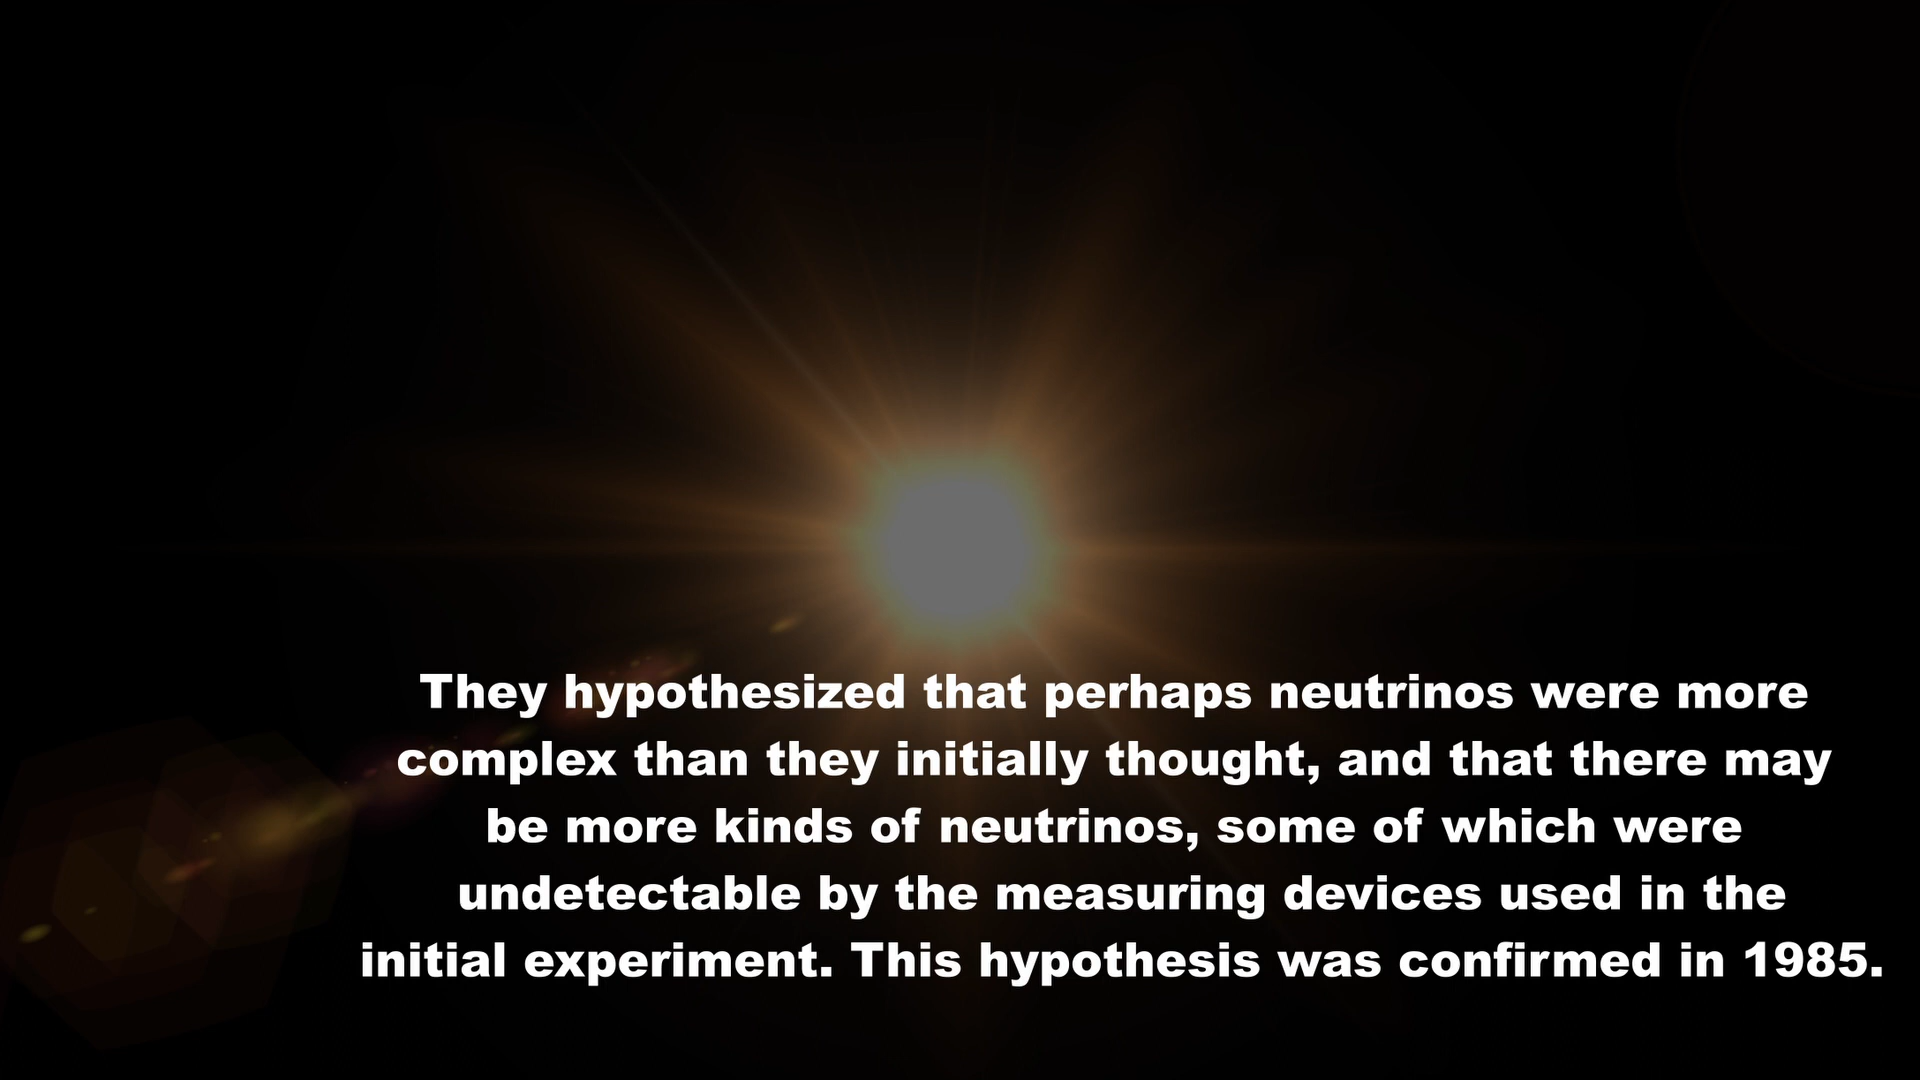 They hypothesized that perhaps neutrinos were more
complex than they initially thought, and that there may
be more kinds of neutrinos, some of which were
undetectable by the measuring devices used in the
initial experiment. This hypothesis was confirmed in 1985.